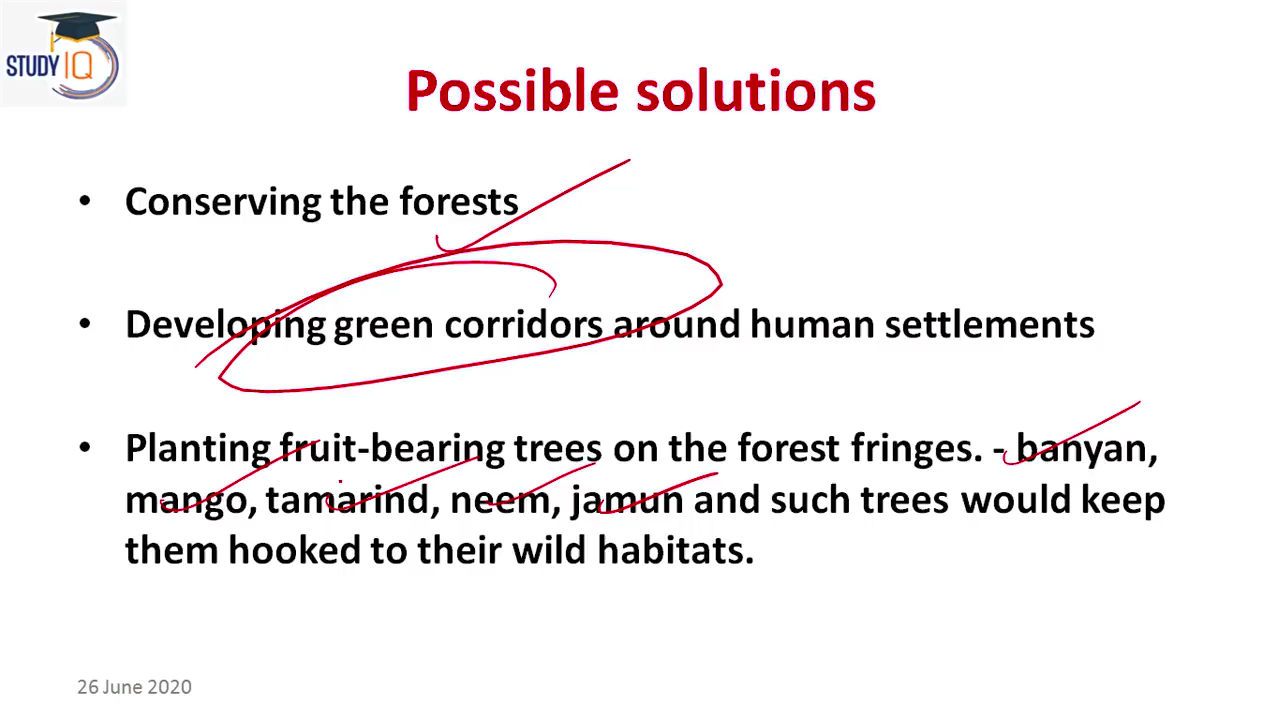 STUDY IQ
Possible solutions
• Conserving the forests
• Developing green corridors around human settlements
• Planting fruit-bearing trees on the forest fringes. - banyan,
mango, tamarind, neem, jamun and such trees would keep
them hooked to their wild habitats.
26 June 2020